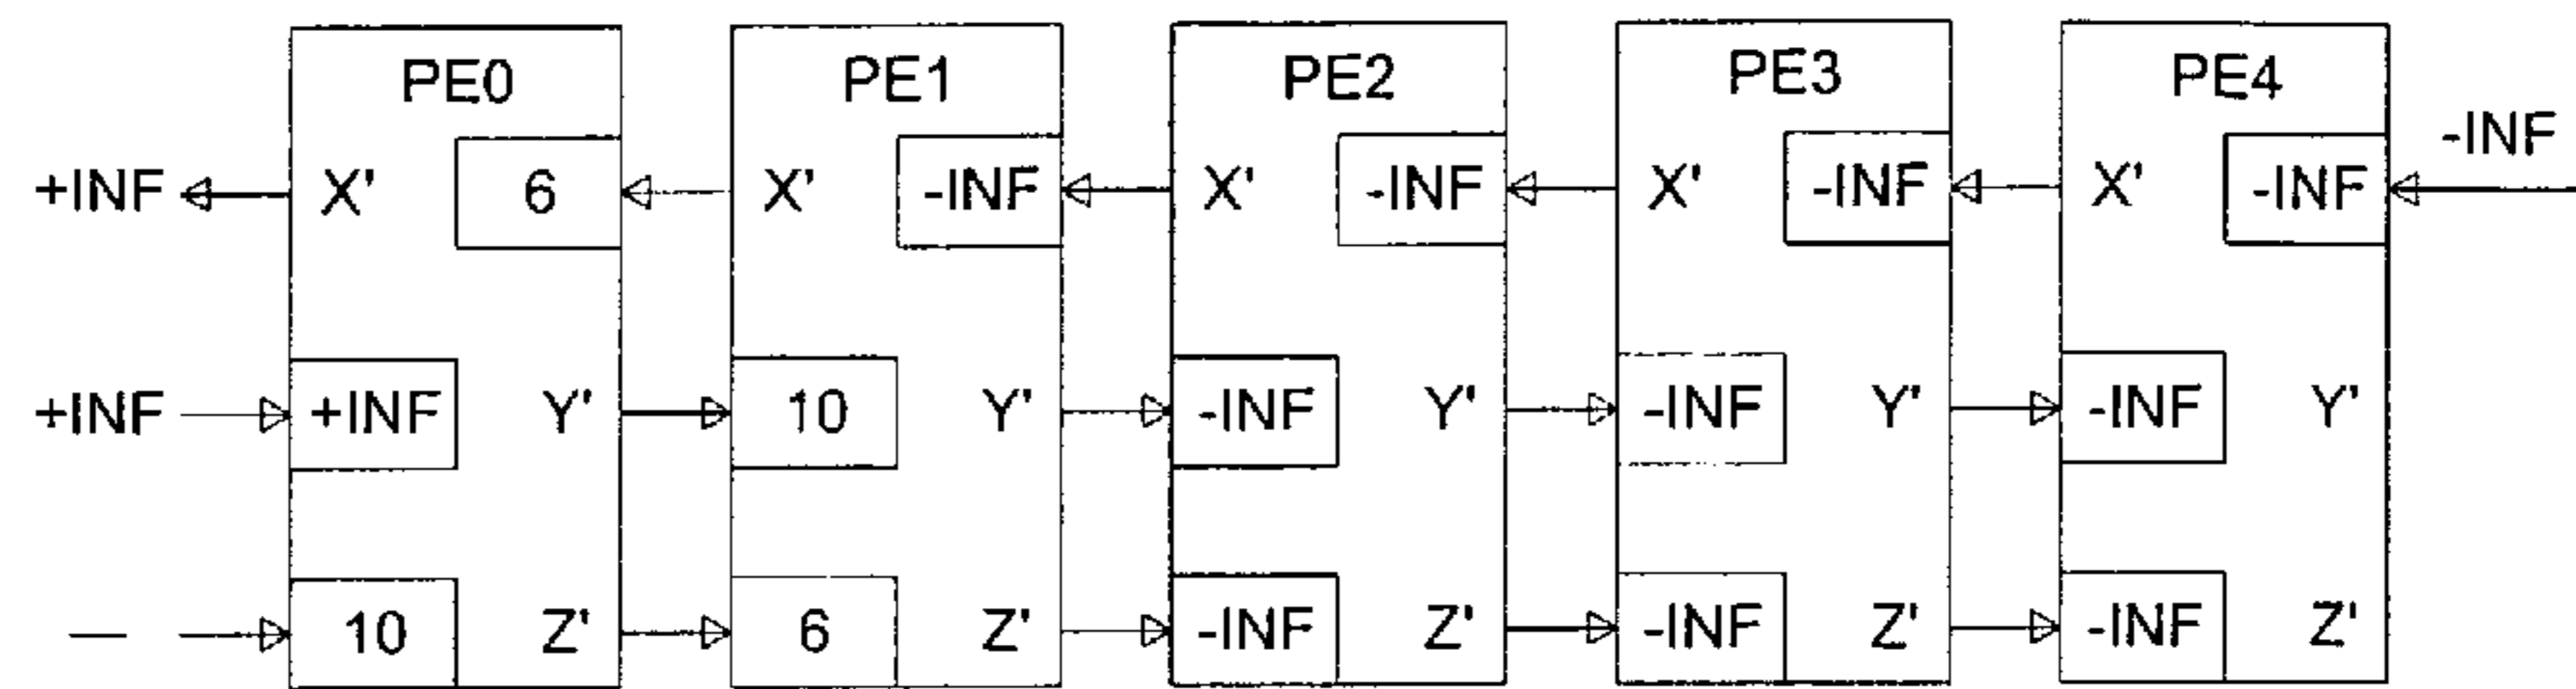 PE0 PE1 PE2 PE3 PE4
-INF
+INF X' 6 X' -INF X' -INF X' -INF X' -INF
+INF +INF Y' 10 Y' -INF Y' -INF Y' -INF Y'
— 10 Z' 6 Z' -INF Z' -INF Z' -INF Z'